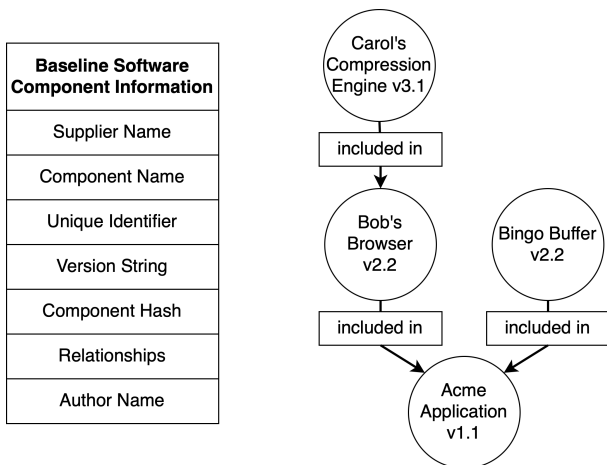 Baseline Software
Component Information
Supplier Name
Component Name
Unique Identifier
Version String
Component Hash
Relationships
Author Name
Carol's
Compression
Engine v3.1
included in
Bob's
Browser
v2.2
included in
Bingo Buffer
v2.2
included in
Acme
Application
v1.1